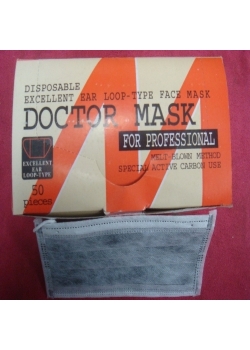 DISPOSABLE
EXCELLENT EAR LOOP-TYPE FACE MASK
DOCTOR MASK
FOR PROFESSIONAL
MELT-BLOWN METHOD
SPECIAL ACTIVE CARBON USE
EXCELLENT
EAR
LOOP-TYPE
50
pieces